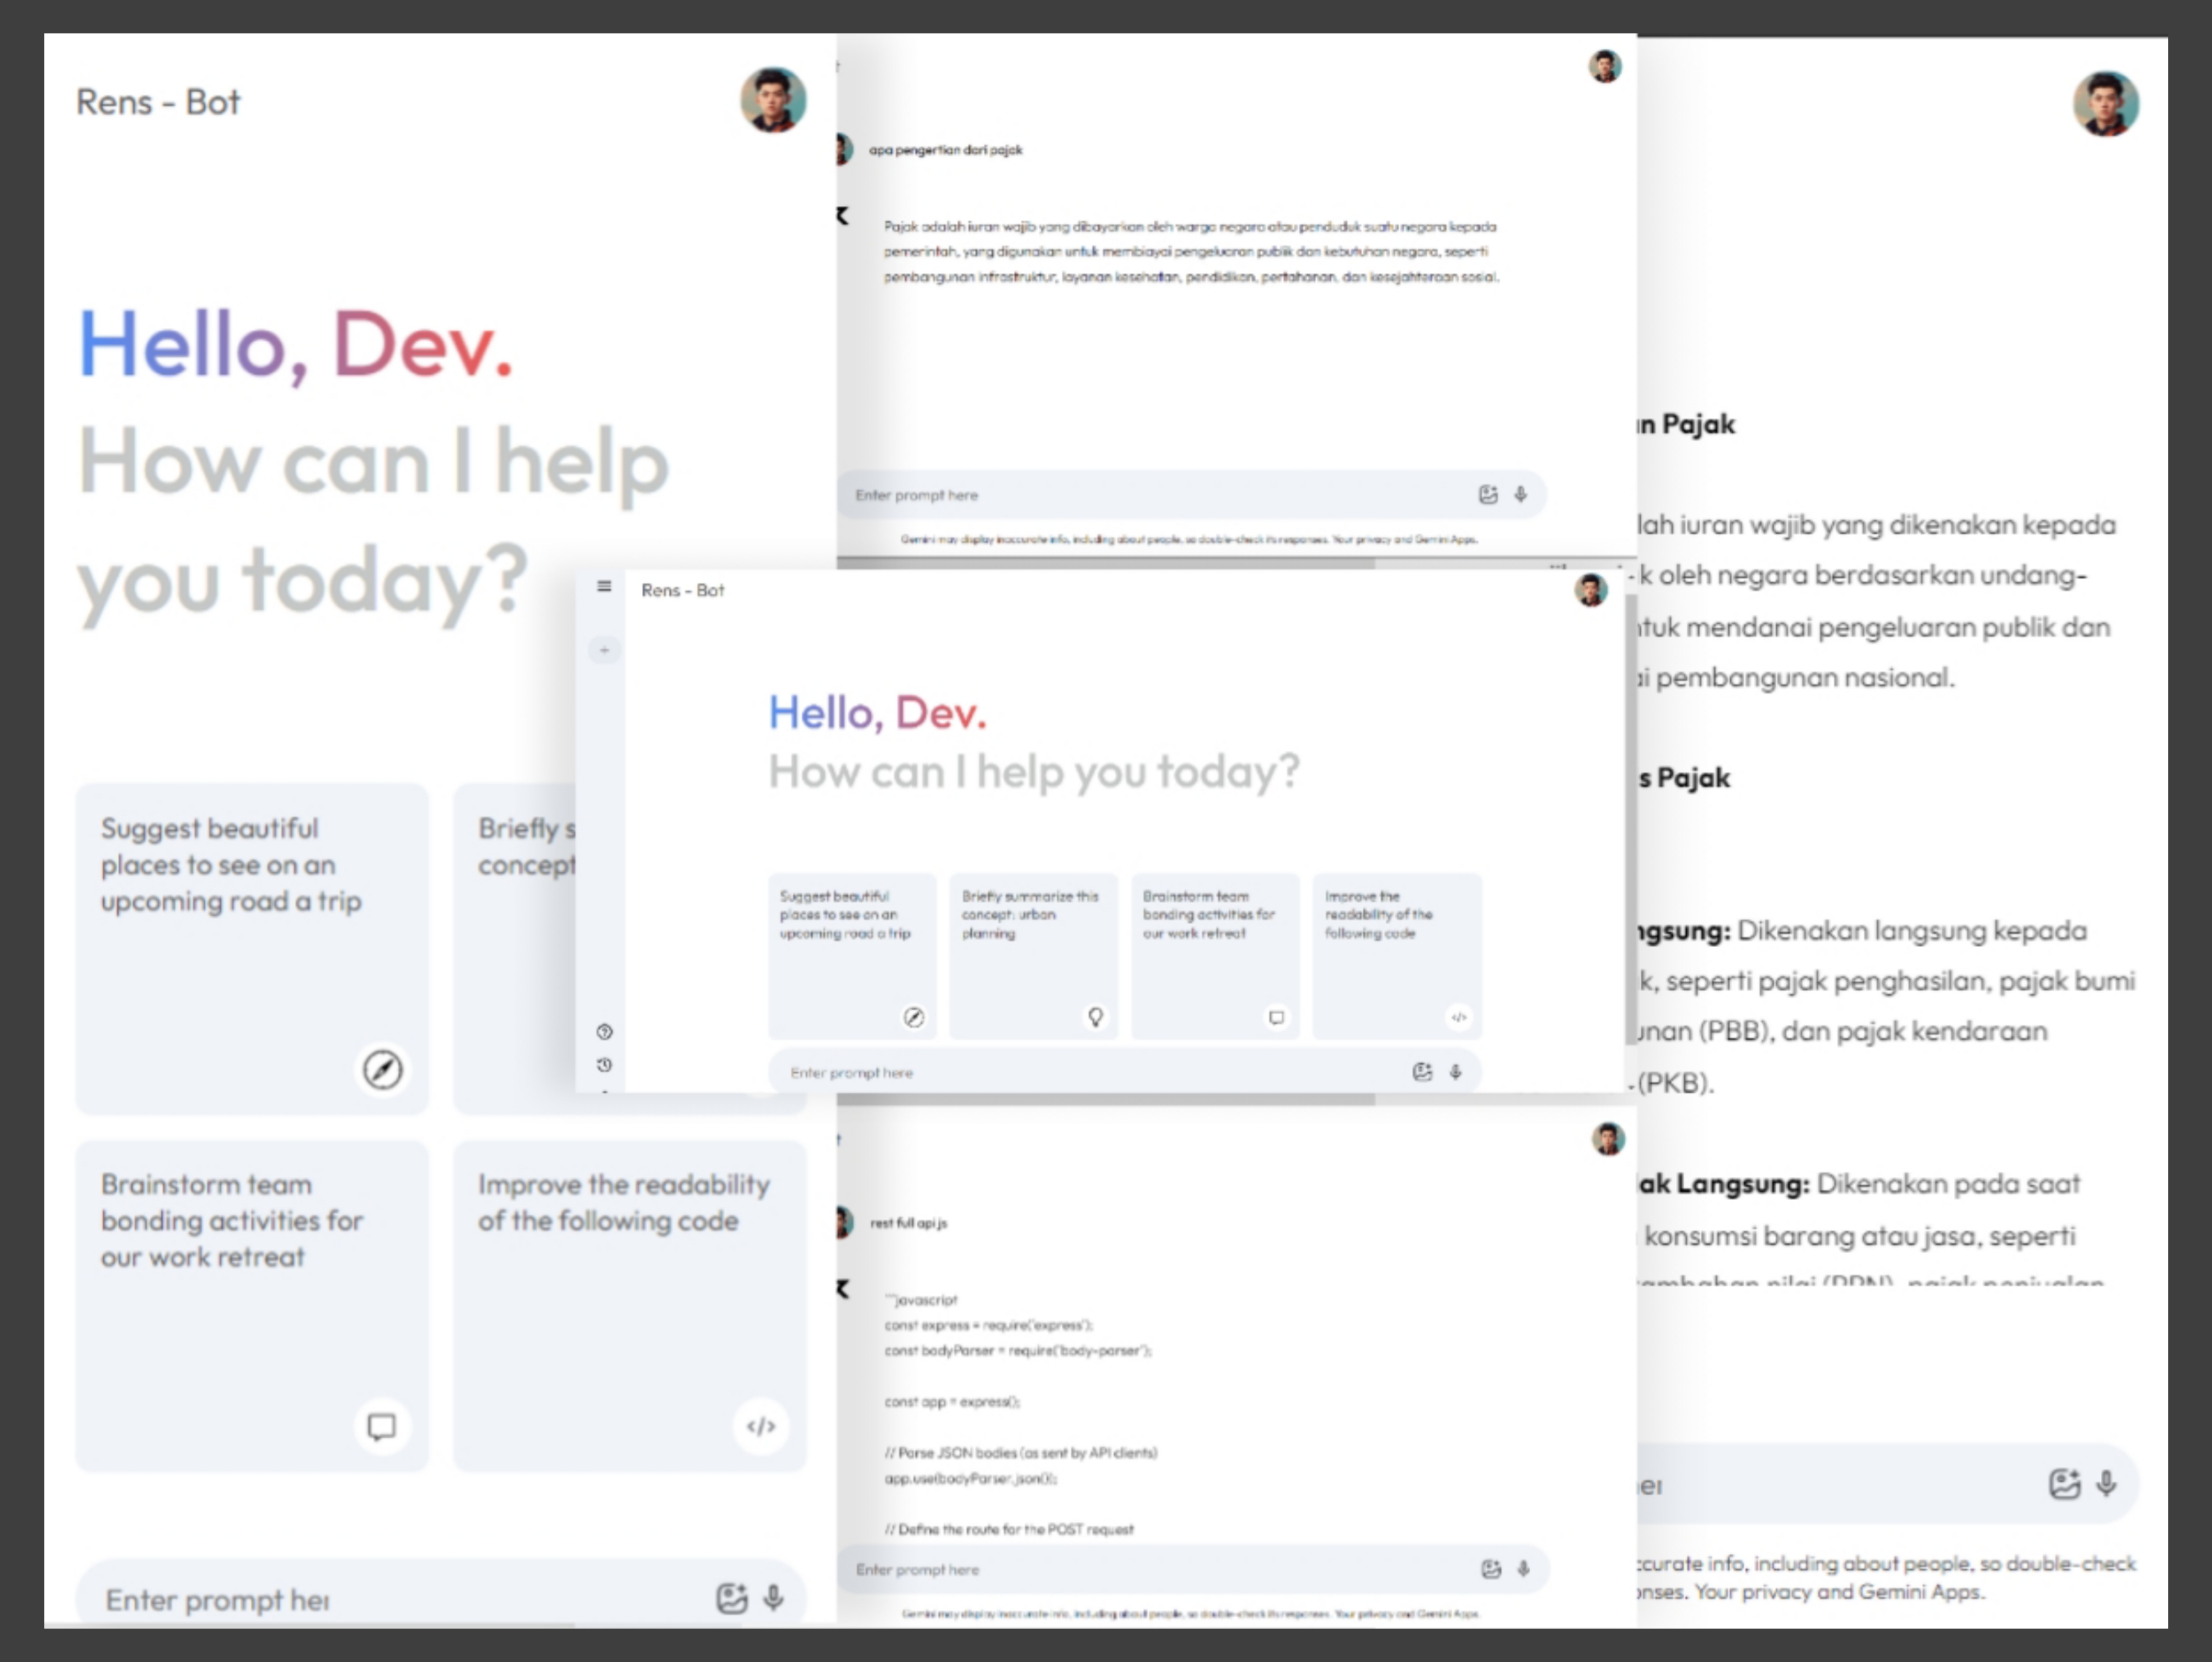 Rens - Bot
Hello, Dev.
How can I help
you today?
Suggest beautiful
places to see on an
upcoming road a trip
Briefly s
concept
Brainstorm team
bonding activities for
our work retreat
Improve the readability
of the following code
Enter prompt her
apa pengertian dari pajak
Pajak adalah iuran wajib yang dibayarkan oleh warga negara atau penduduk suatu negara kepada
pemerintah, yang digunakan untuk membiayai pengeluaran publik dan kebutuhan negara, seperti
pembangunan infrastruktur, layanan kesehatan, pendidikan, pertahanan, dan kesejahteraan sosial.
Enter prompt here
Gemini may display inaccurate info, including about people, so double-check its responses. Your privacy and Gemini Apps.
Rens - Bot
Hello, Dev.
How can I help you today?
Suggest beautiful
places to see on an
upcoming road a trip
Briefly summarize this
concept: urban
planning
Brainstorm team
bonding activities for
our work retreat
Improve the
readability of the
following code
Enter prompt here
rest full api js
```javascript
const express = require('express');
const bodyParser = require('body-parser');
const app = express();
// Parse JSON bodies (as sent by API clients)
app.use(bodyParser.json());
// Define the route for the POST request
Enter prompt here
Gemini may display inaccurate info, including about people, so double-check its responses. Your privacy and Gemini Apps.
an Pajak
lah iuran wajib yang dikenakan kepada
k oleh negara berdasarkan undang-
ntuk mendanai pengeluaran publik dan
ai pembangunan nasional.
s Pajak
ngsung: Dikenakan langsung kepada
k, seperti pajak penghasilan, pajak bumi
unan (PBB), dan pajak kendaraan
(PKB).
ak Langsung: Dikenakan pada saat
konsumsi barang atau jasa, seperti
ambahan nilai (PPN), pajak penjualan
her
ccurate info, including about people, so double-check
onses. Your privacy and Gemini Apps.